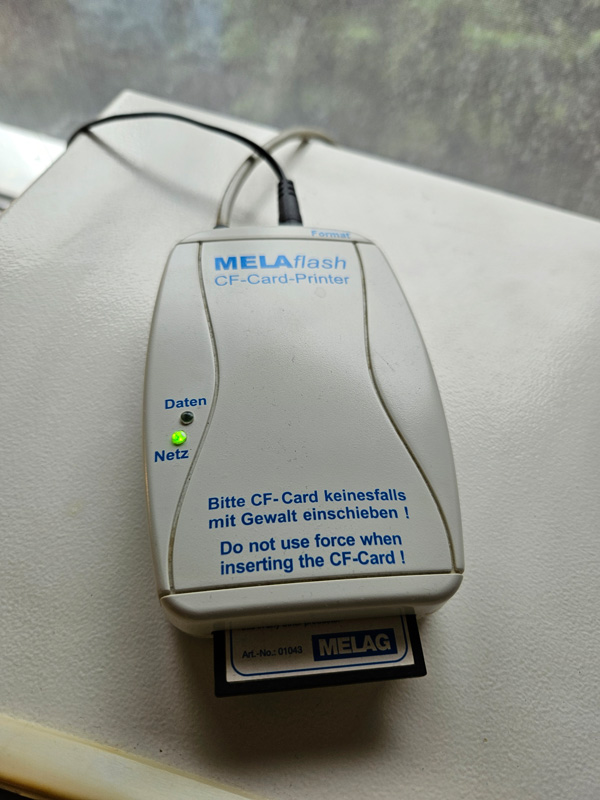 Format
MELAflash
CF-Card-Printer
Daten
Netz
Bitte CF-Card keinesfalls
mit Gewalt einschieben !
Do not use force when
inserting the CF-Card !
Art.-No.: 01043
MELAG